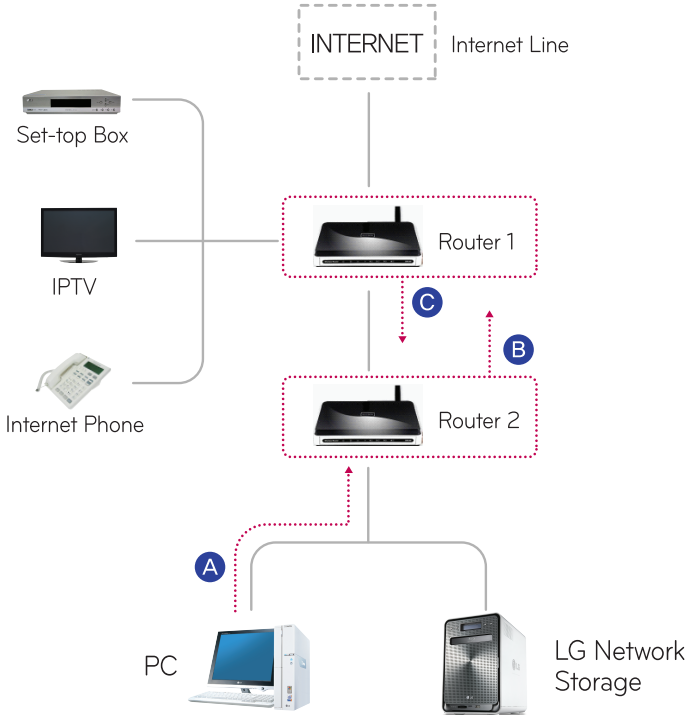 INTERNET Internet Line
Set-top Box
Router 1
IPTV
C
B
Internet Phone
Router 2
A
PC
LG Network
Storage